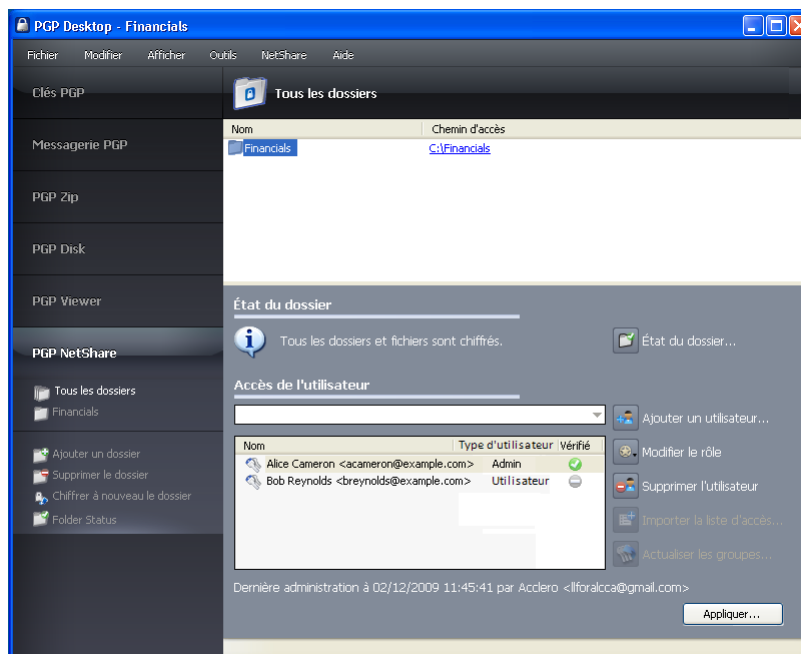 PGP Desktop - Financials
Fichier Modifier Afficher Outils NetShare Aide
Clés PGP
Messagerie PGP
PGP Zip
PGP Disk
PGP Viewer
PGP NetShare
Tous les dossiers
Financials
Ajouter un dossier
Supprimer le dossier
Chiffrer à nouveau le dossier
Folder Status
Tous les dossiers
Nom Chemin d'accès
Financials C:\Financials
État du dossier
Tous les dossiers et fichiers sont chiffrés.
État du dossier...
Accès de l'utilisateur
Ajouter un utilisateur...
Modifier le rôle
Supprimer l'utilisateur
Importer la liste d'accès...
Actualiser les groupes...
Nom Type d'utilisateur Vérifié
Alice Cameron <acameron@example.com> Admin
Bob Reynolds <breynolds@example.com> Utilisateur
Dernière administration à 02/12/2009 11:45:41 par Acclero <llforalcca@gmail.com>
Appliquer...